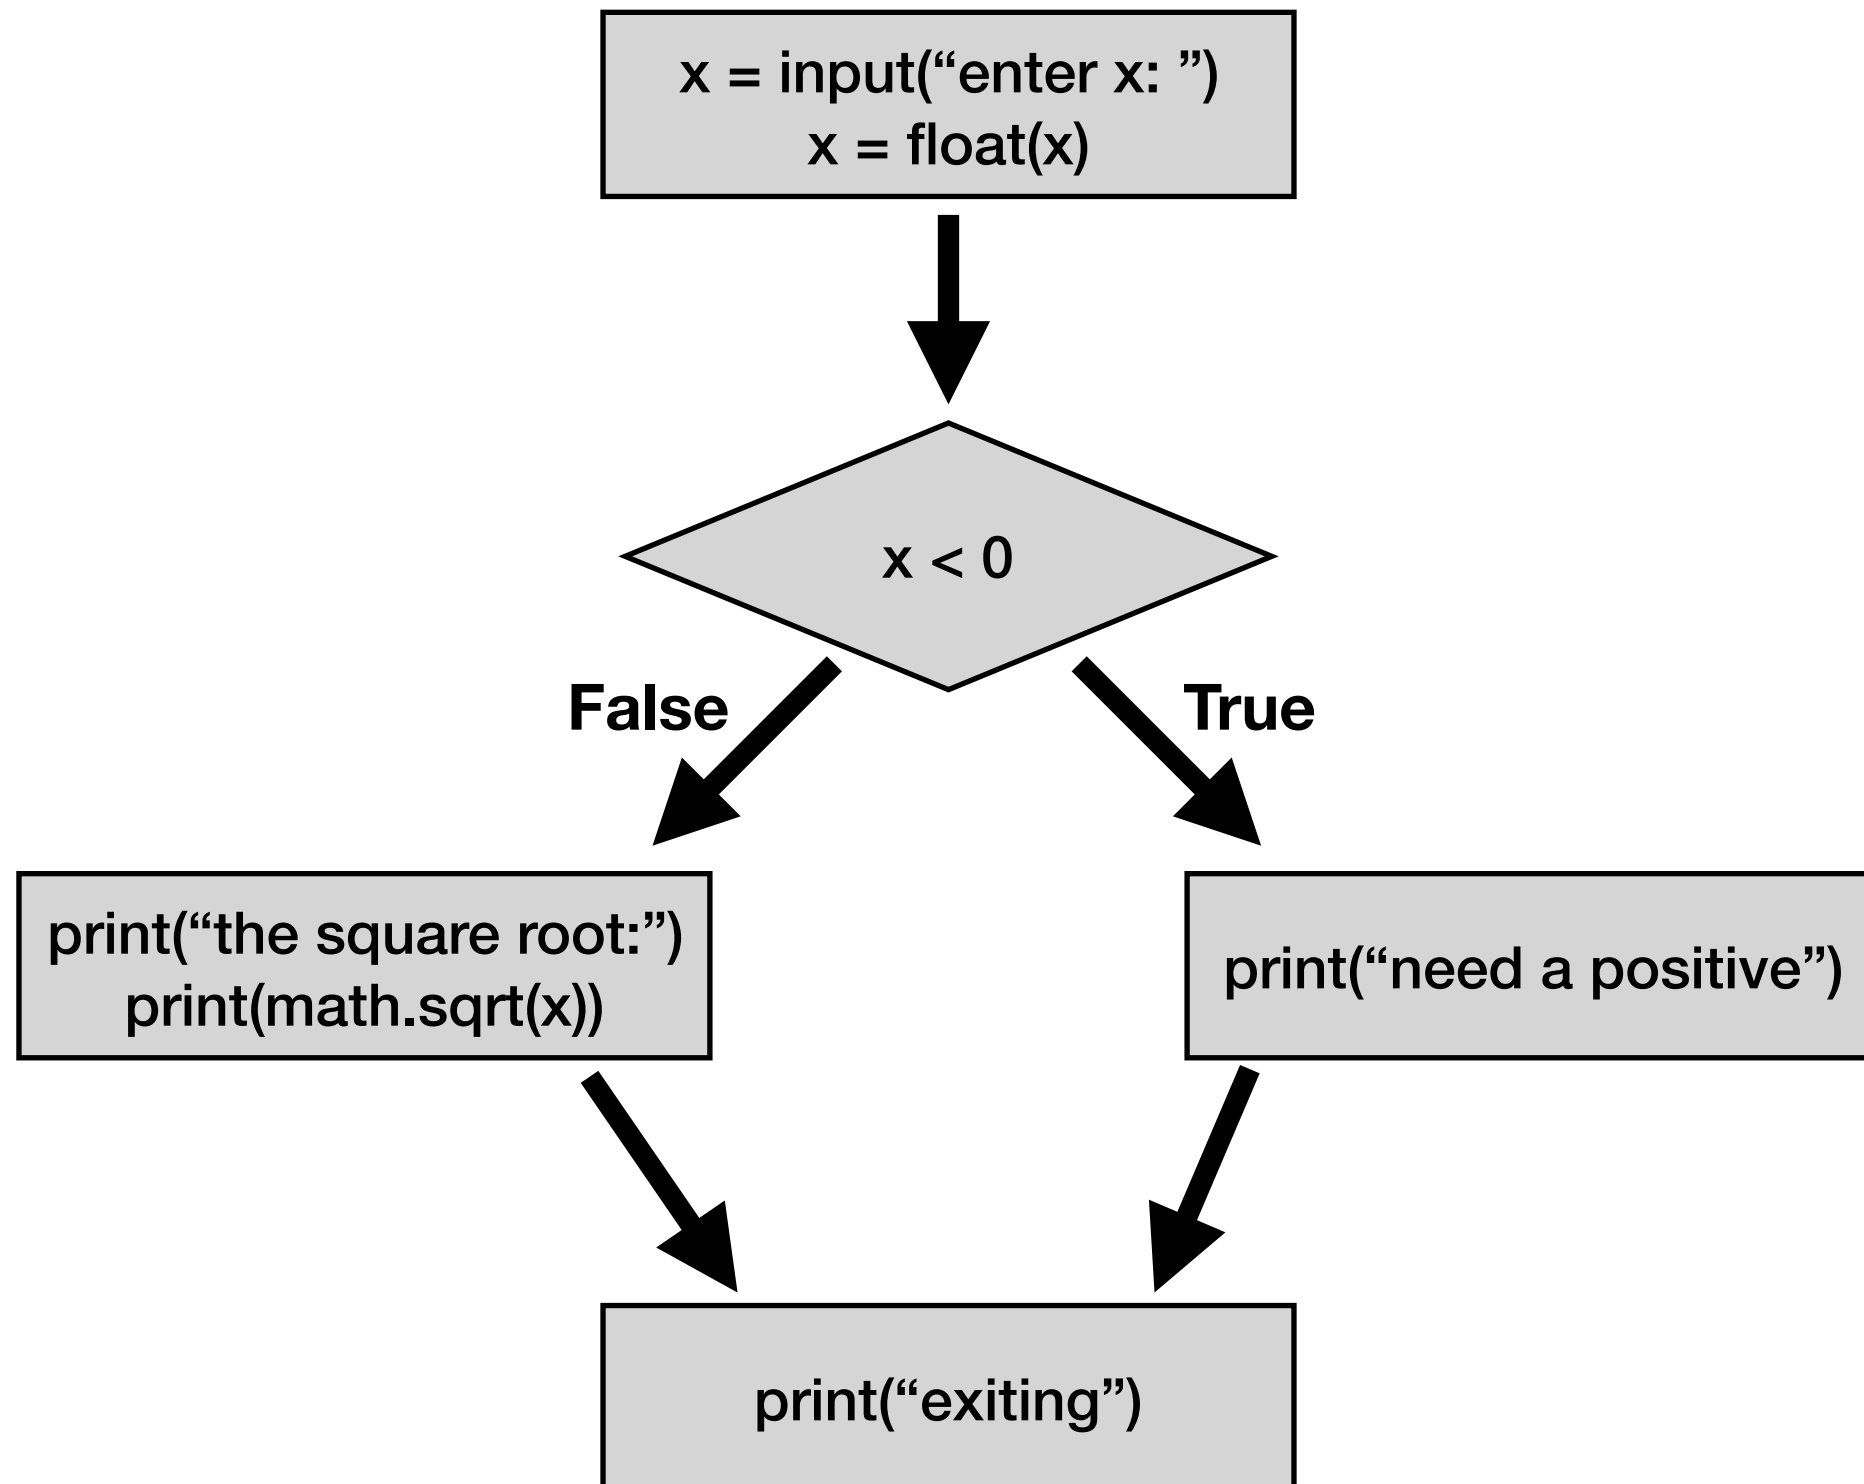 x = input(“enter x: ”)
x = float(x)
x < 0
False
True
print(“the square root:”)
print(math.sqrt(x))
print(“need a positive”)
print(“exiting”)